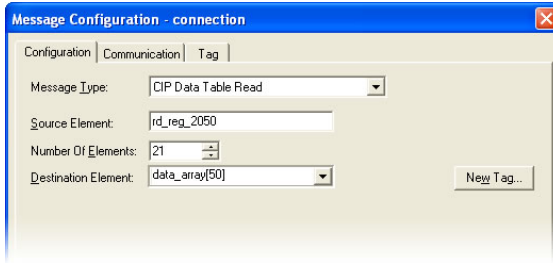 Message Configuration - connection
Configuration Communication Tag
Message Type: CIP Data Table Read
Source Element: rd_reg_2050
Number Of Elements: 21
Destination Element: data_array[50] New Tag...